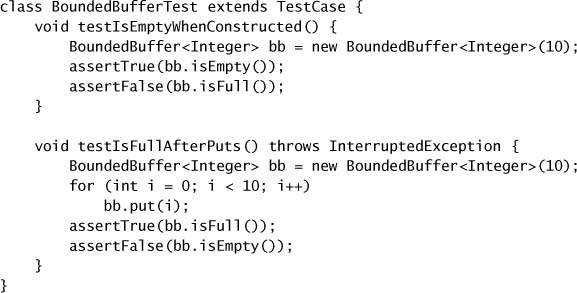 class BoundedBufferTest extends TestCase {
    void testIsEmptyWhenConstructed() {
        BoundedBuffer<Integer> bb = new BoundedBuffer<Integer>(10);
        assertTrue(bb.isEmpty());
        assertFalse(bb.isFull());
    }

    void testIsFullAfterPuts() throws InterruptedException {
        BoundedBuffer<Integer> bb = new BoundedBuffer<Integer>(10);
        for (int i = 0; i < 10; i++)
            bb.put(i);
        assertTrue(bb.isFull());
        assertFalse(bb.isEmpty());
    }
}